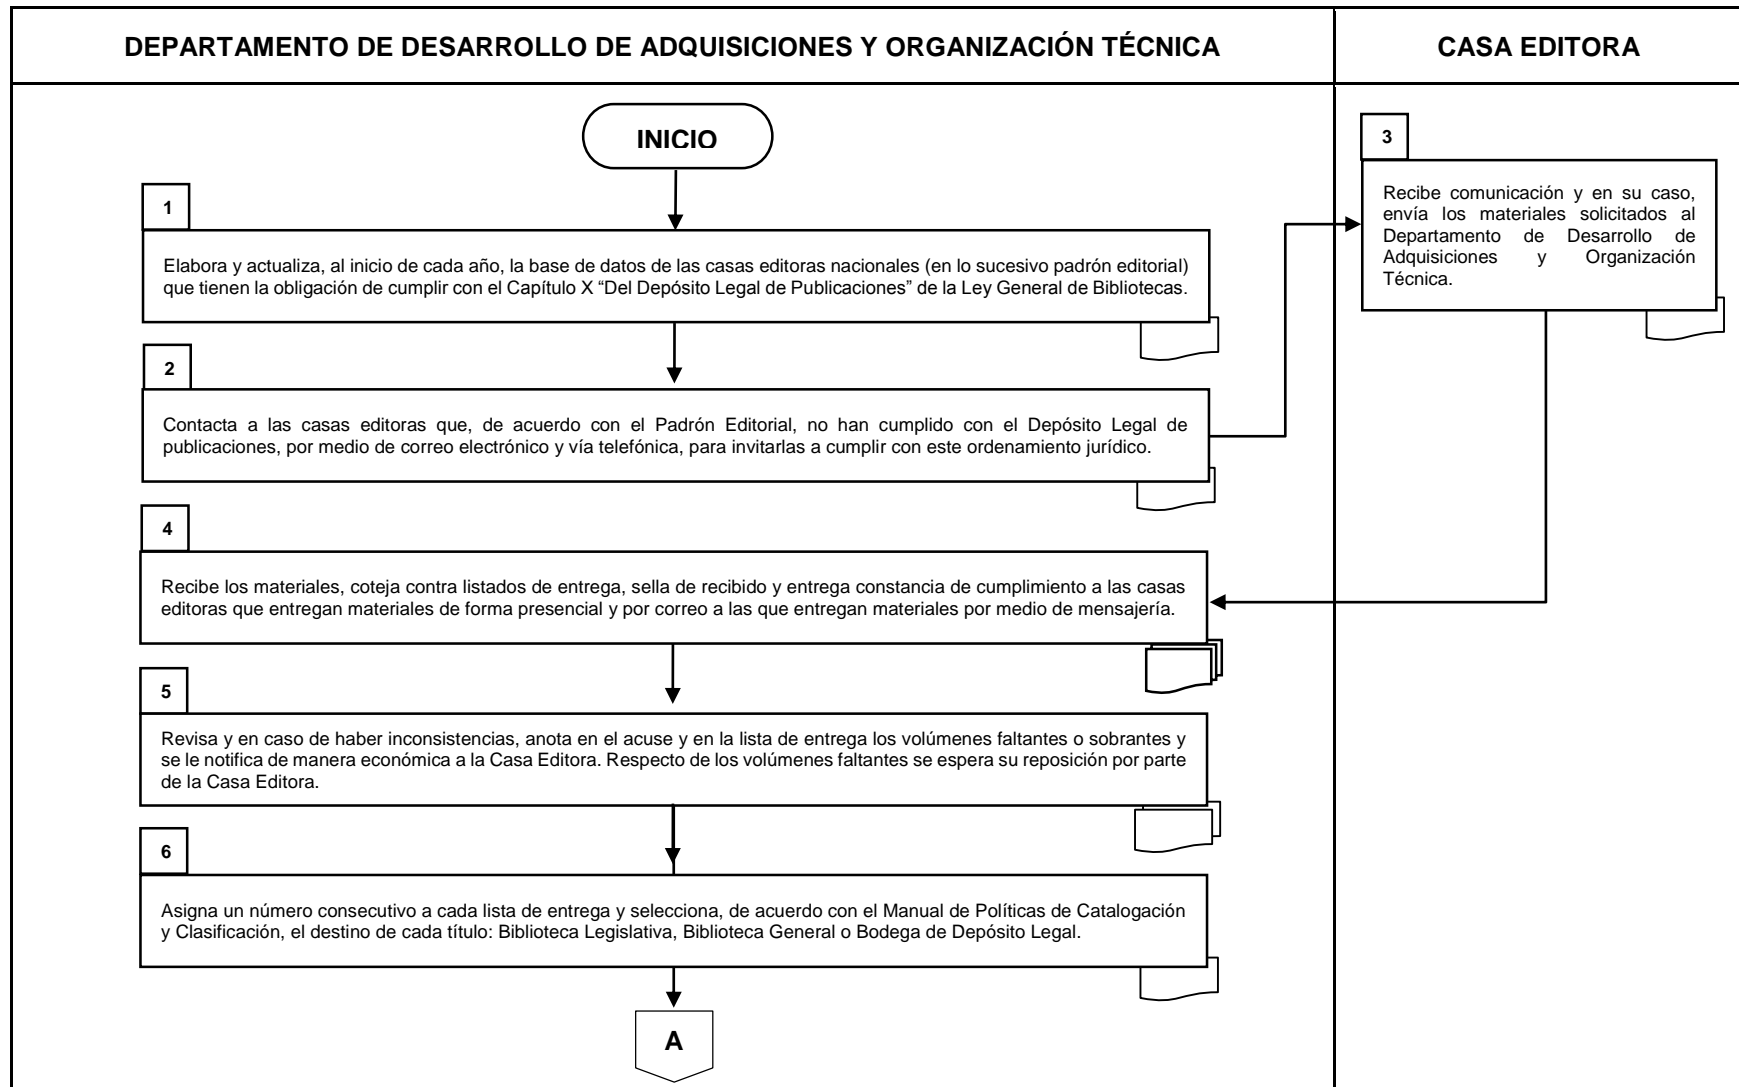 DEPARTAMENTO DE DESARROLLO DE ADQUISICIONES Y ORGANIZACIÓN TÉCNICA
CASA EDITORA
INICIO
1
Elabora y actualiza, al inicio de cada año, la base de datos de las casas editoras nacionales (en lo sucesivo padrón editorial)
que tienen la obligación de cumplir con el Capítulo X “Del Depósito Legal de Publicaciones” de la Ley General de Bibliotecas.
2
Contacta a las casas editoras que, de acuerdo con el Padrón Editorial, no han cumplido con el Depósito Legal de
publicaciones, por medio de correo electrónico y vía telefónica, para invitarlas a cumplir con este ordenamiento jurídico.
3
Recibe comunicación y en su caso,
envía los materiales solicitados al
Departamento de Desarrollo de
Adquisiciones y Organización
Técnica.
4
Recibe los materiales, coteja contra listados de entrega, sella de recibido y entrega constancia de cumplimiento a las casas
editoras que entregan materiales de forma presencial y por correo a las que entregan materiales por medio de mensajería.
5
Revisa y en caso de haber inconsistencias, anota en el acuse y en la lista de entrega los volúmenes faltantes o sobrantes y
se le notifica de manera económica a la Casa Editora. Respecto de los volúmenes faltantes se espera su reposición por parte
de la Casa Editora.
6
Asigna un número consecutivo a cada lista de entrega y selecciona, de acuerdo con el Manual de Políticas de Catalogación
y Clasificación, el destino de cada título: Biblioteca Legislativa, Biblioteca General o Bodega de Depósito Legal.
A